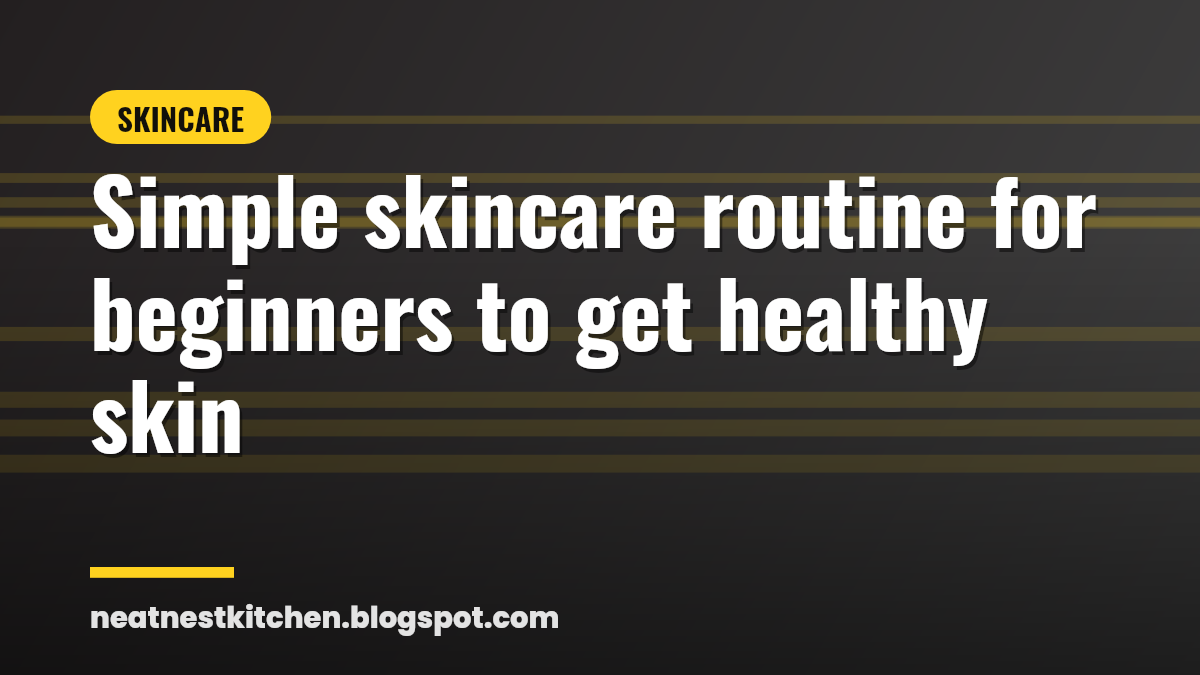 SKINCARE
Simple skincare routine for
beginners to get healthy
skin
neatnestkitchen.blogspot.com